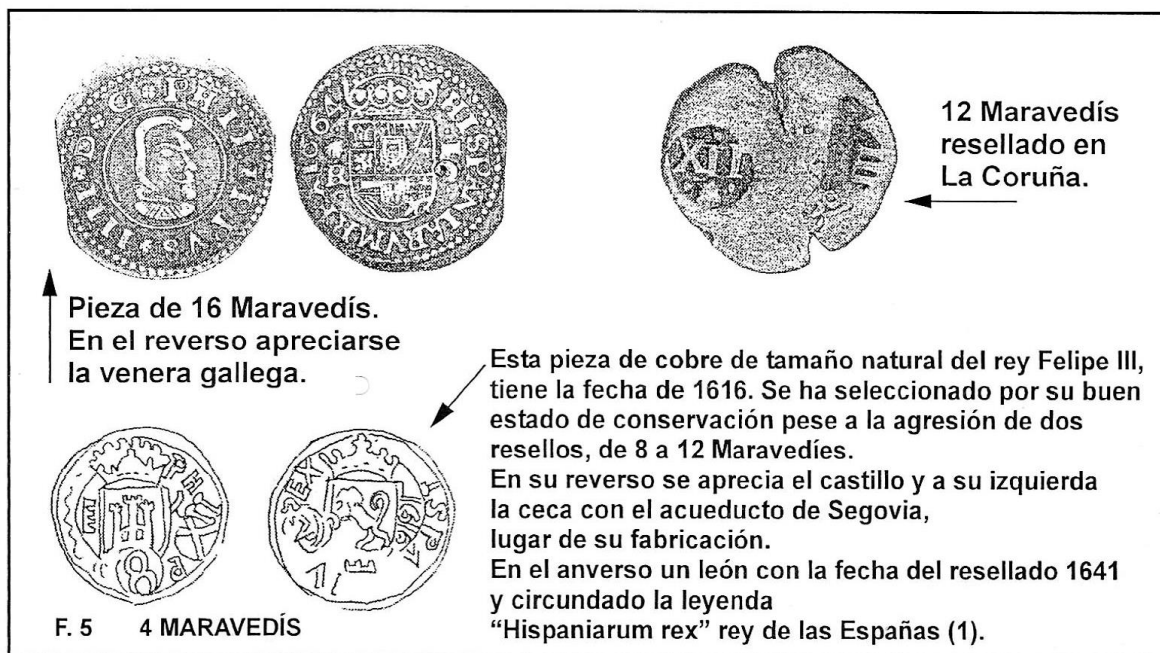 12 Maravedís
resellado en
La Coruña.
Pieza de 16 Maravedís.
En el reverso apreciarse
la venera gallega.
Esta pieza de cobre de tamaño natural del rey Felipe III,
tiene la fecha de 1616. Se ha seleccionado por su buen
estado de conservación pese a la agresión de dos
resellos, de 8 a 12 Maravedíes.
En su reverso se aprecia el castillo y a su izquierda
la ceca con el acueducto de Segovia,
lugar de su fabricación.
En el anverso un león con la fecha del resellado 1641
y circundado la leyenda
“Hispaniarum rex” rey de las Españas (1).
F. 5 4 MARAVEDÍS
XII
1664
8